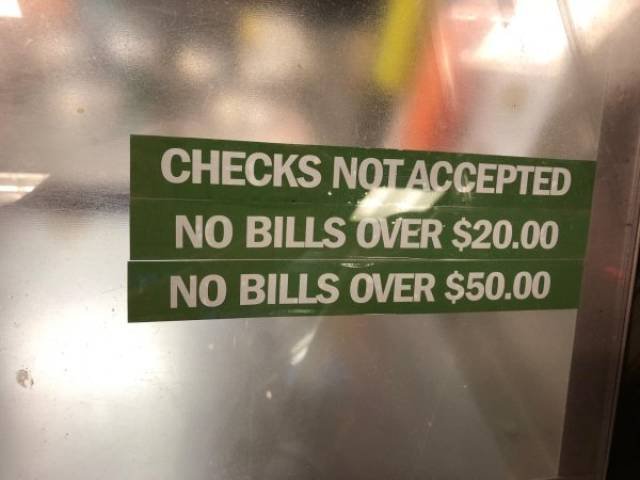 CHECKS NOT ACCEPTED
NO BILLS OVER $20.00
NO BILLS OVER $50.00